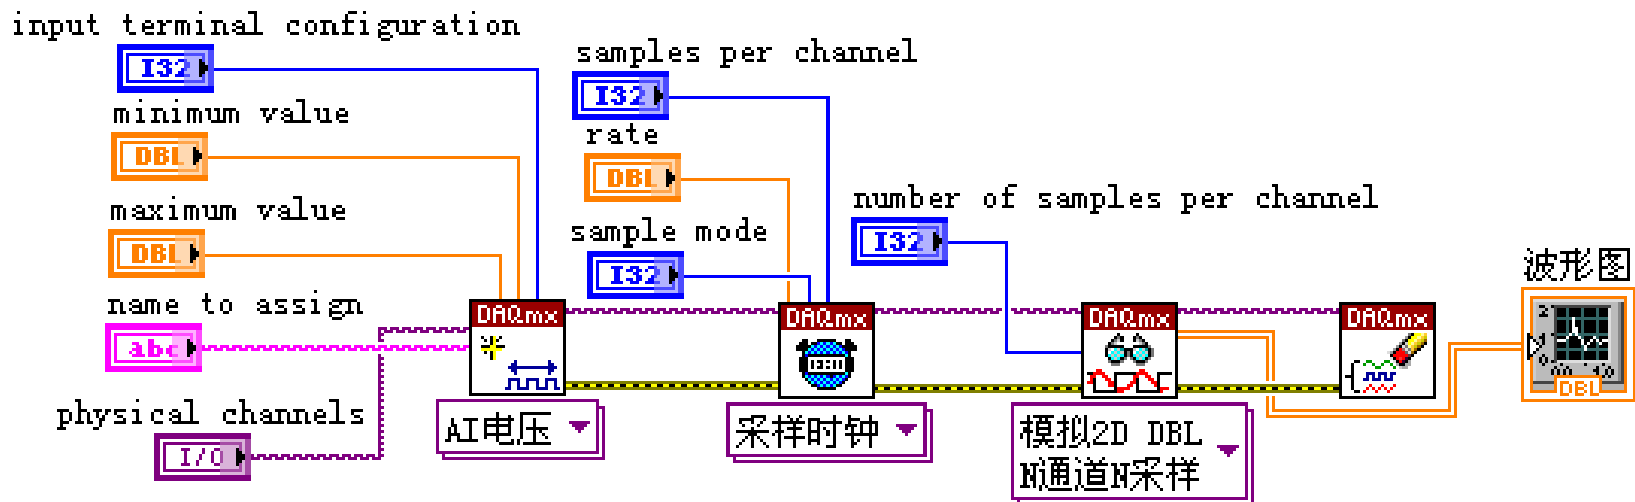 input terminal configuration
I32
minimum value
DBL
maximum value
DBL
name to assign
abc
physical channels
I/O
DAQmx
AI电压
samples per channel
I32
rate
DBL
sample mode
I32
DAQmx
采样时钟
number of samples per channel
I32
DAQmx
模拟2D DBL
N通道N采样
DAQmx
波形图
DBL